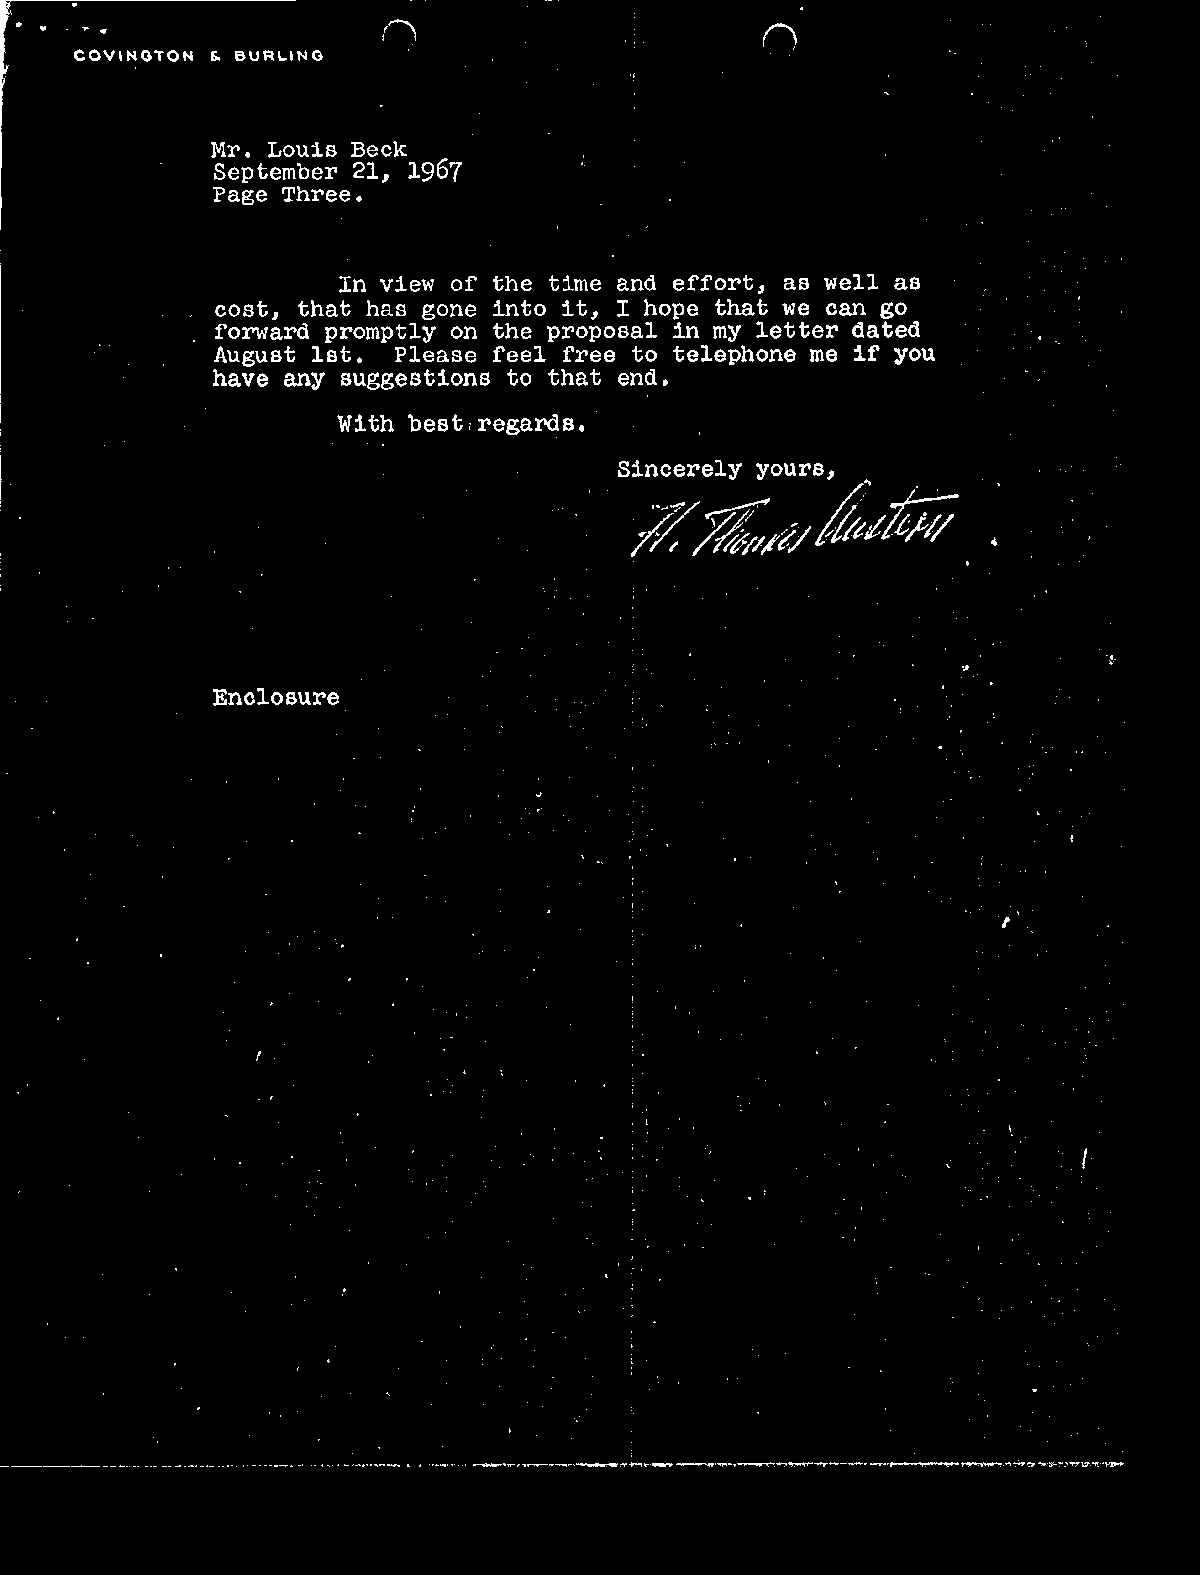 COVINGTON & BURLING
Mr. Louis Beck
September 21, 1967
Page Three.
In view of the time and effort, as well as
cost, that has gone into it, I hope that we can go
forward promptly on the proposal in my letter dated
August 1st. Please feel free to telephone me if you
have any suggestions to that end.
With best regards.
Sincerely yours,
H. Thomas Austern
Enclosure